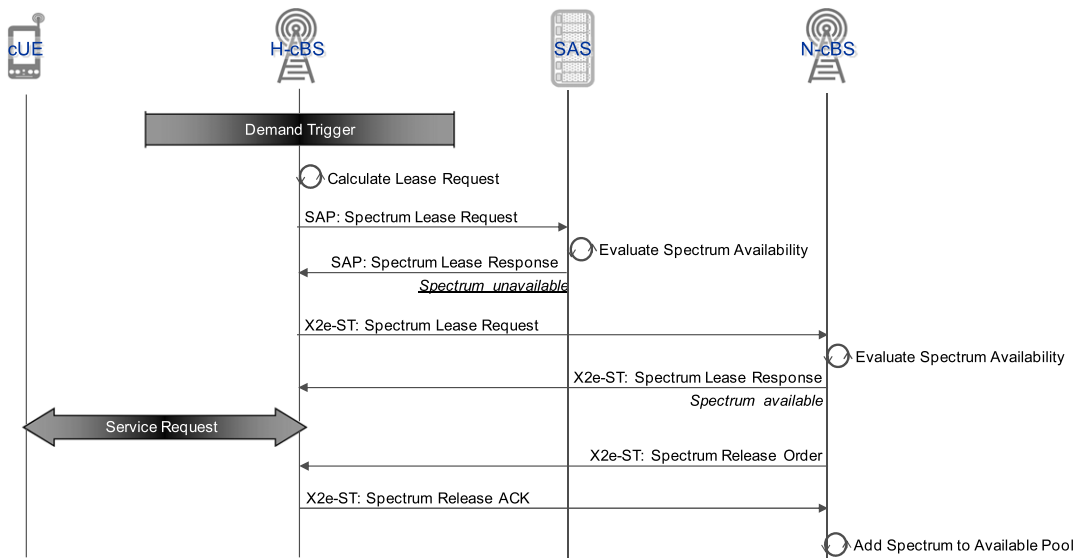 cUE
H-cBS
SAS
N-cBS
Demand Trigger
Calculate Lease Request
SAP: Spectrum Lease Request
Evaluate Spectrum Availability
SAP: Spectrum Lease Response
Spectrum unavailable
X2e-ST: Spectrum Lease Request
Evaluate Spectrum Availability
X2e-ST: Spectrum Lease Response
Spectrum available
Service Request
X2e-ST: Spectrum Release Order
X2e-ST: Spectrum Release ACK
Add Spectrum to Available Pool